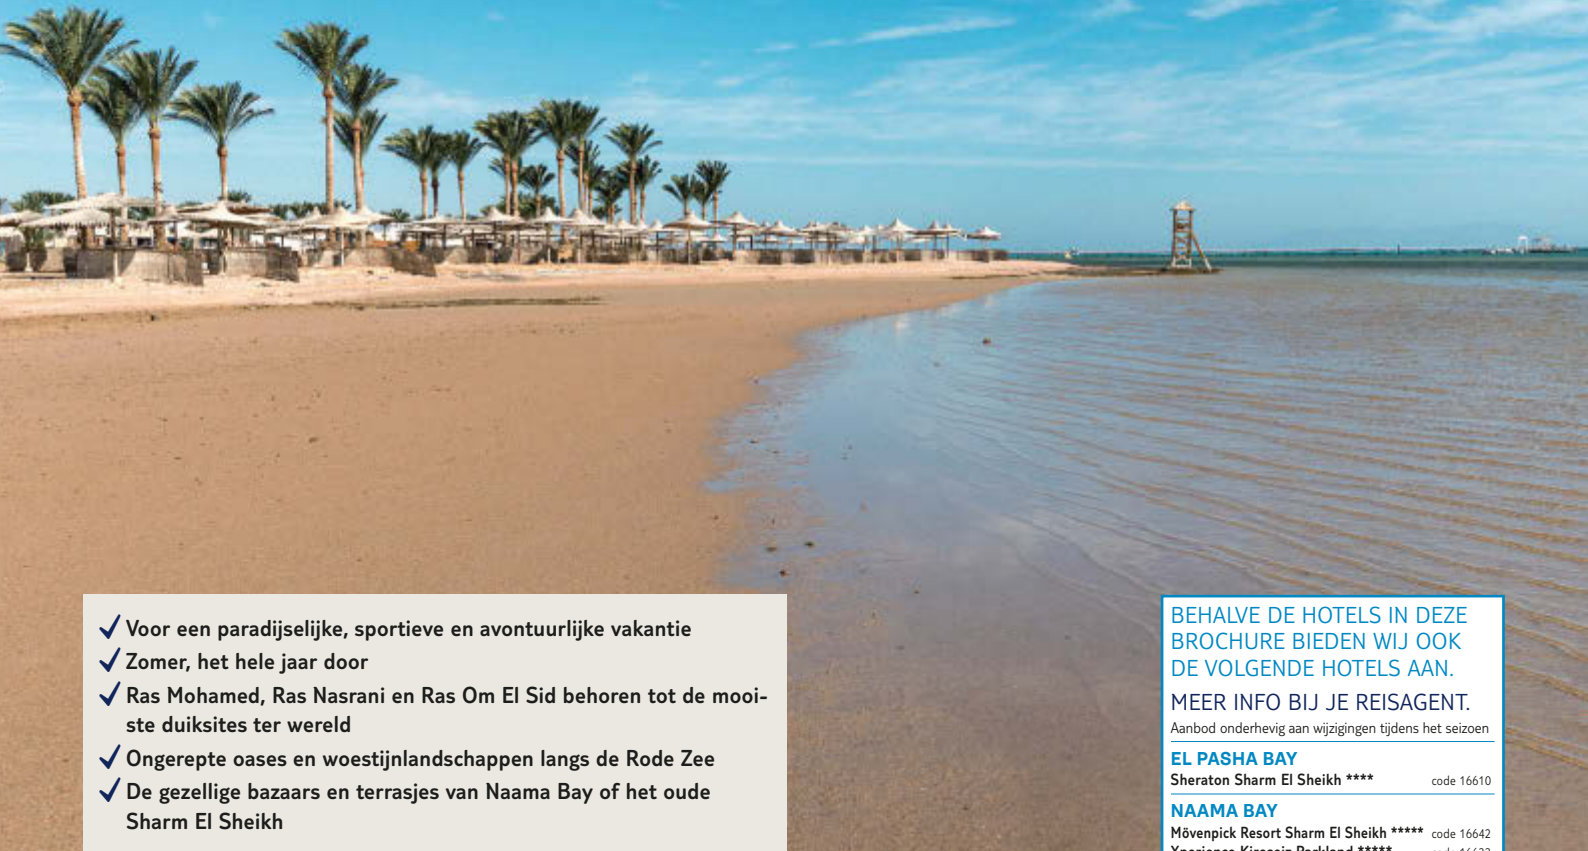 Voor een paradijselijke, sportieve en avontuurlijke vakantie
Zomer, het hele jaar door
Ras Mohamed, Ras Nasrani en Ras Om El Sid behoren tot de mooi-
ste duiksites ter wereld
Ongerepte oases en woestijnlandschappen langs de Rode Zee
De gezellige bazaars en terrasjes van Naama Bay of het oude
Sharm El Sheikh
BEHALVE DE HOTELS IN DEZE
BROCHURE BIEDEN WIJ OOK
DE VOLGENDE HOTELS AAN.
MEER INFO BIJ JE REISAGENT.
Aanbod onderhevig aan wijzigingen tijdens het seizoen
EL PASHA BAY
Sheraton Sharm El Sheikh **** code 16610
NAAMA BAY
Mövenpick Resort Sharm El Sheikh ***** code 16642
Parkland *****